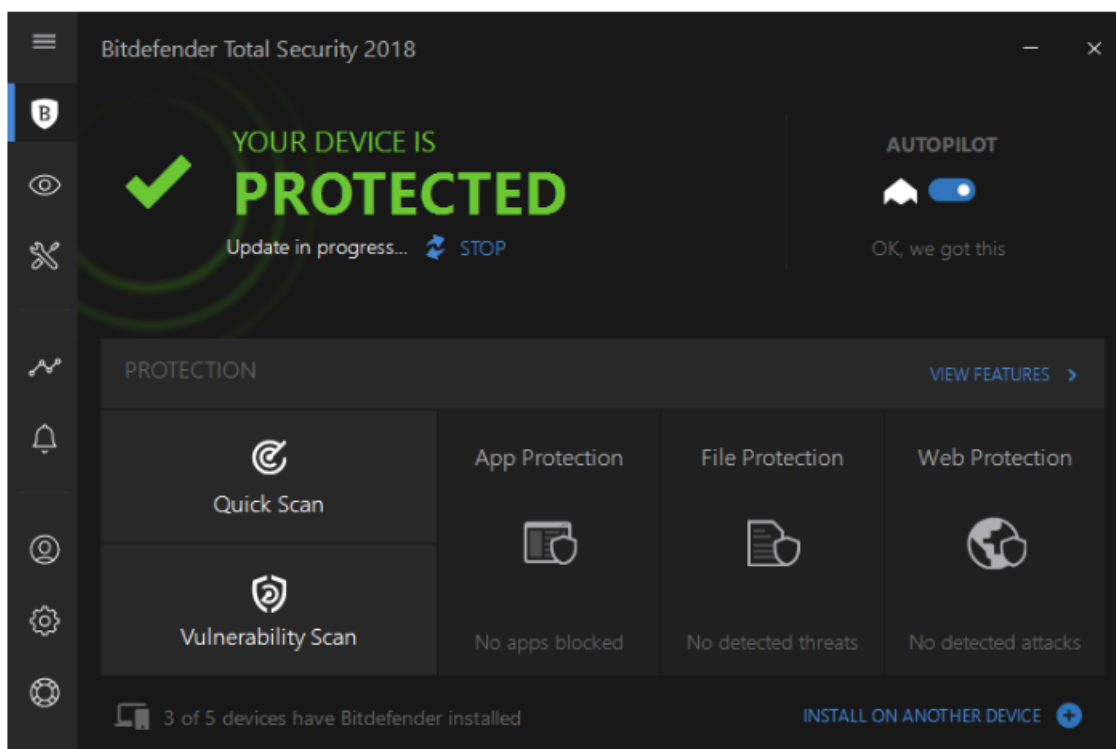 Bitdefender Total Security 2018
B
YOUR DEVICE IS
PROTECTED
Update in progress... STOP
AUTOPILOT
OK, we got this
PROTECTION
VIEW FEATURES >
Quick Scan
Vulnerability Scan
App Protection
No apps blocked
File Protection
No detected threats
Web Protection
No detected attacks
3 of 5 devices have Bitdefender installed
INSTALL ON ANOTHER DEVICE